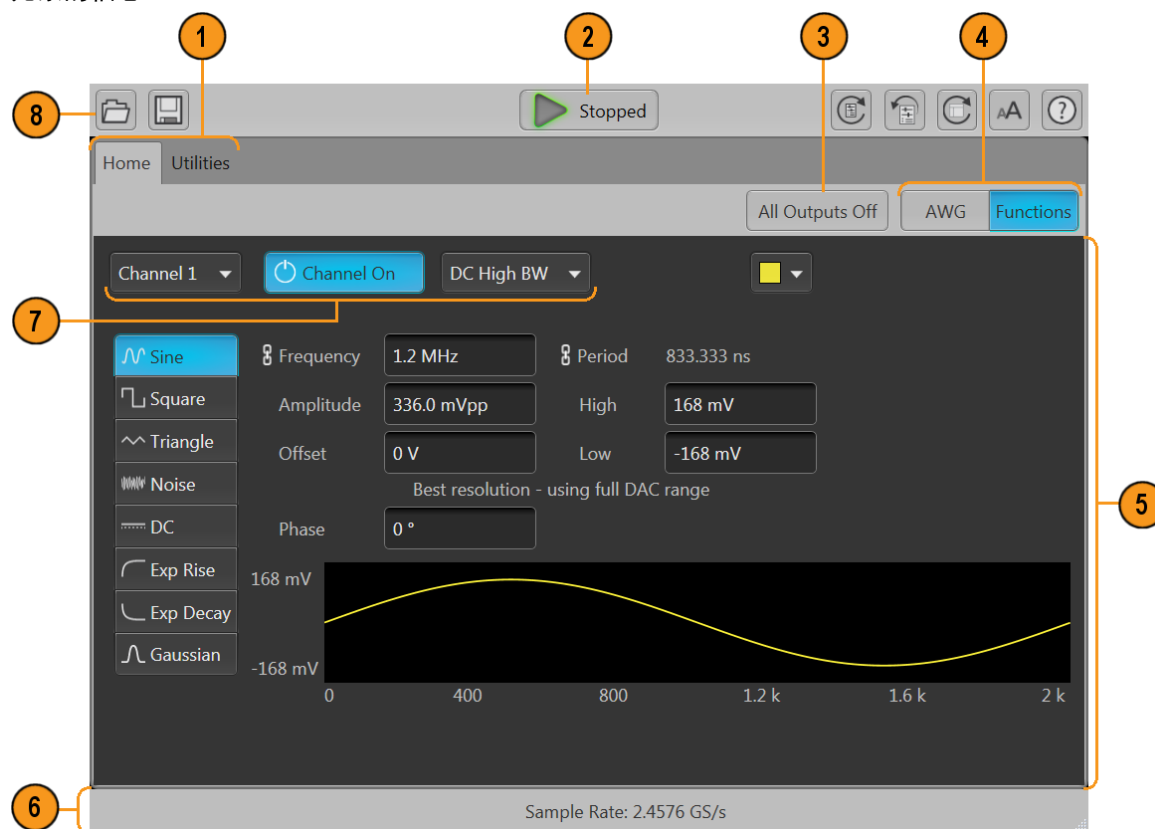 1
2
3
4
8
Stopped
AA
?
Home Utilities
All Outputs Off AWG Functions
Channel 1 Channel On DC High BW
7
Sine Frequency 1.2 MHz Period 833.333 ns
Square Amplitude 336.0 mVpp High 168 mV
Triangle Offset 0 V Low -168 mV
Noise Best resolution - using full DAC range
5
DC Phase 0 °
Exp Rise 168 mV
Exp Decay
Gaussian -168 mV
0 400 800 1.2 k 1.6 k 2 k
6
Sample Rate: 2.4576 GS/s